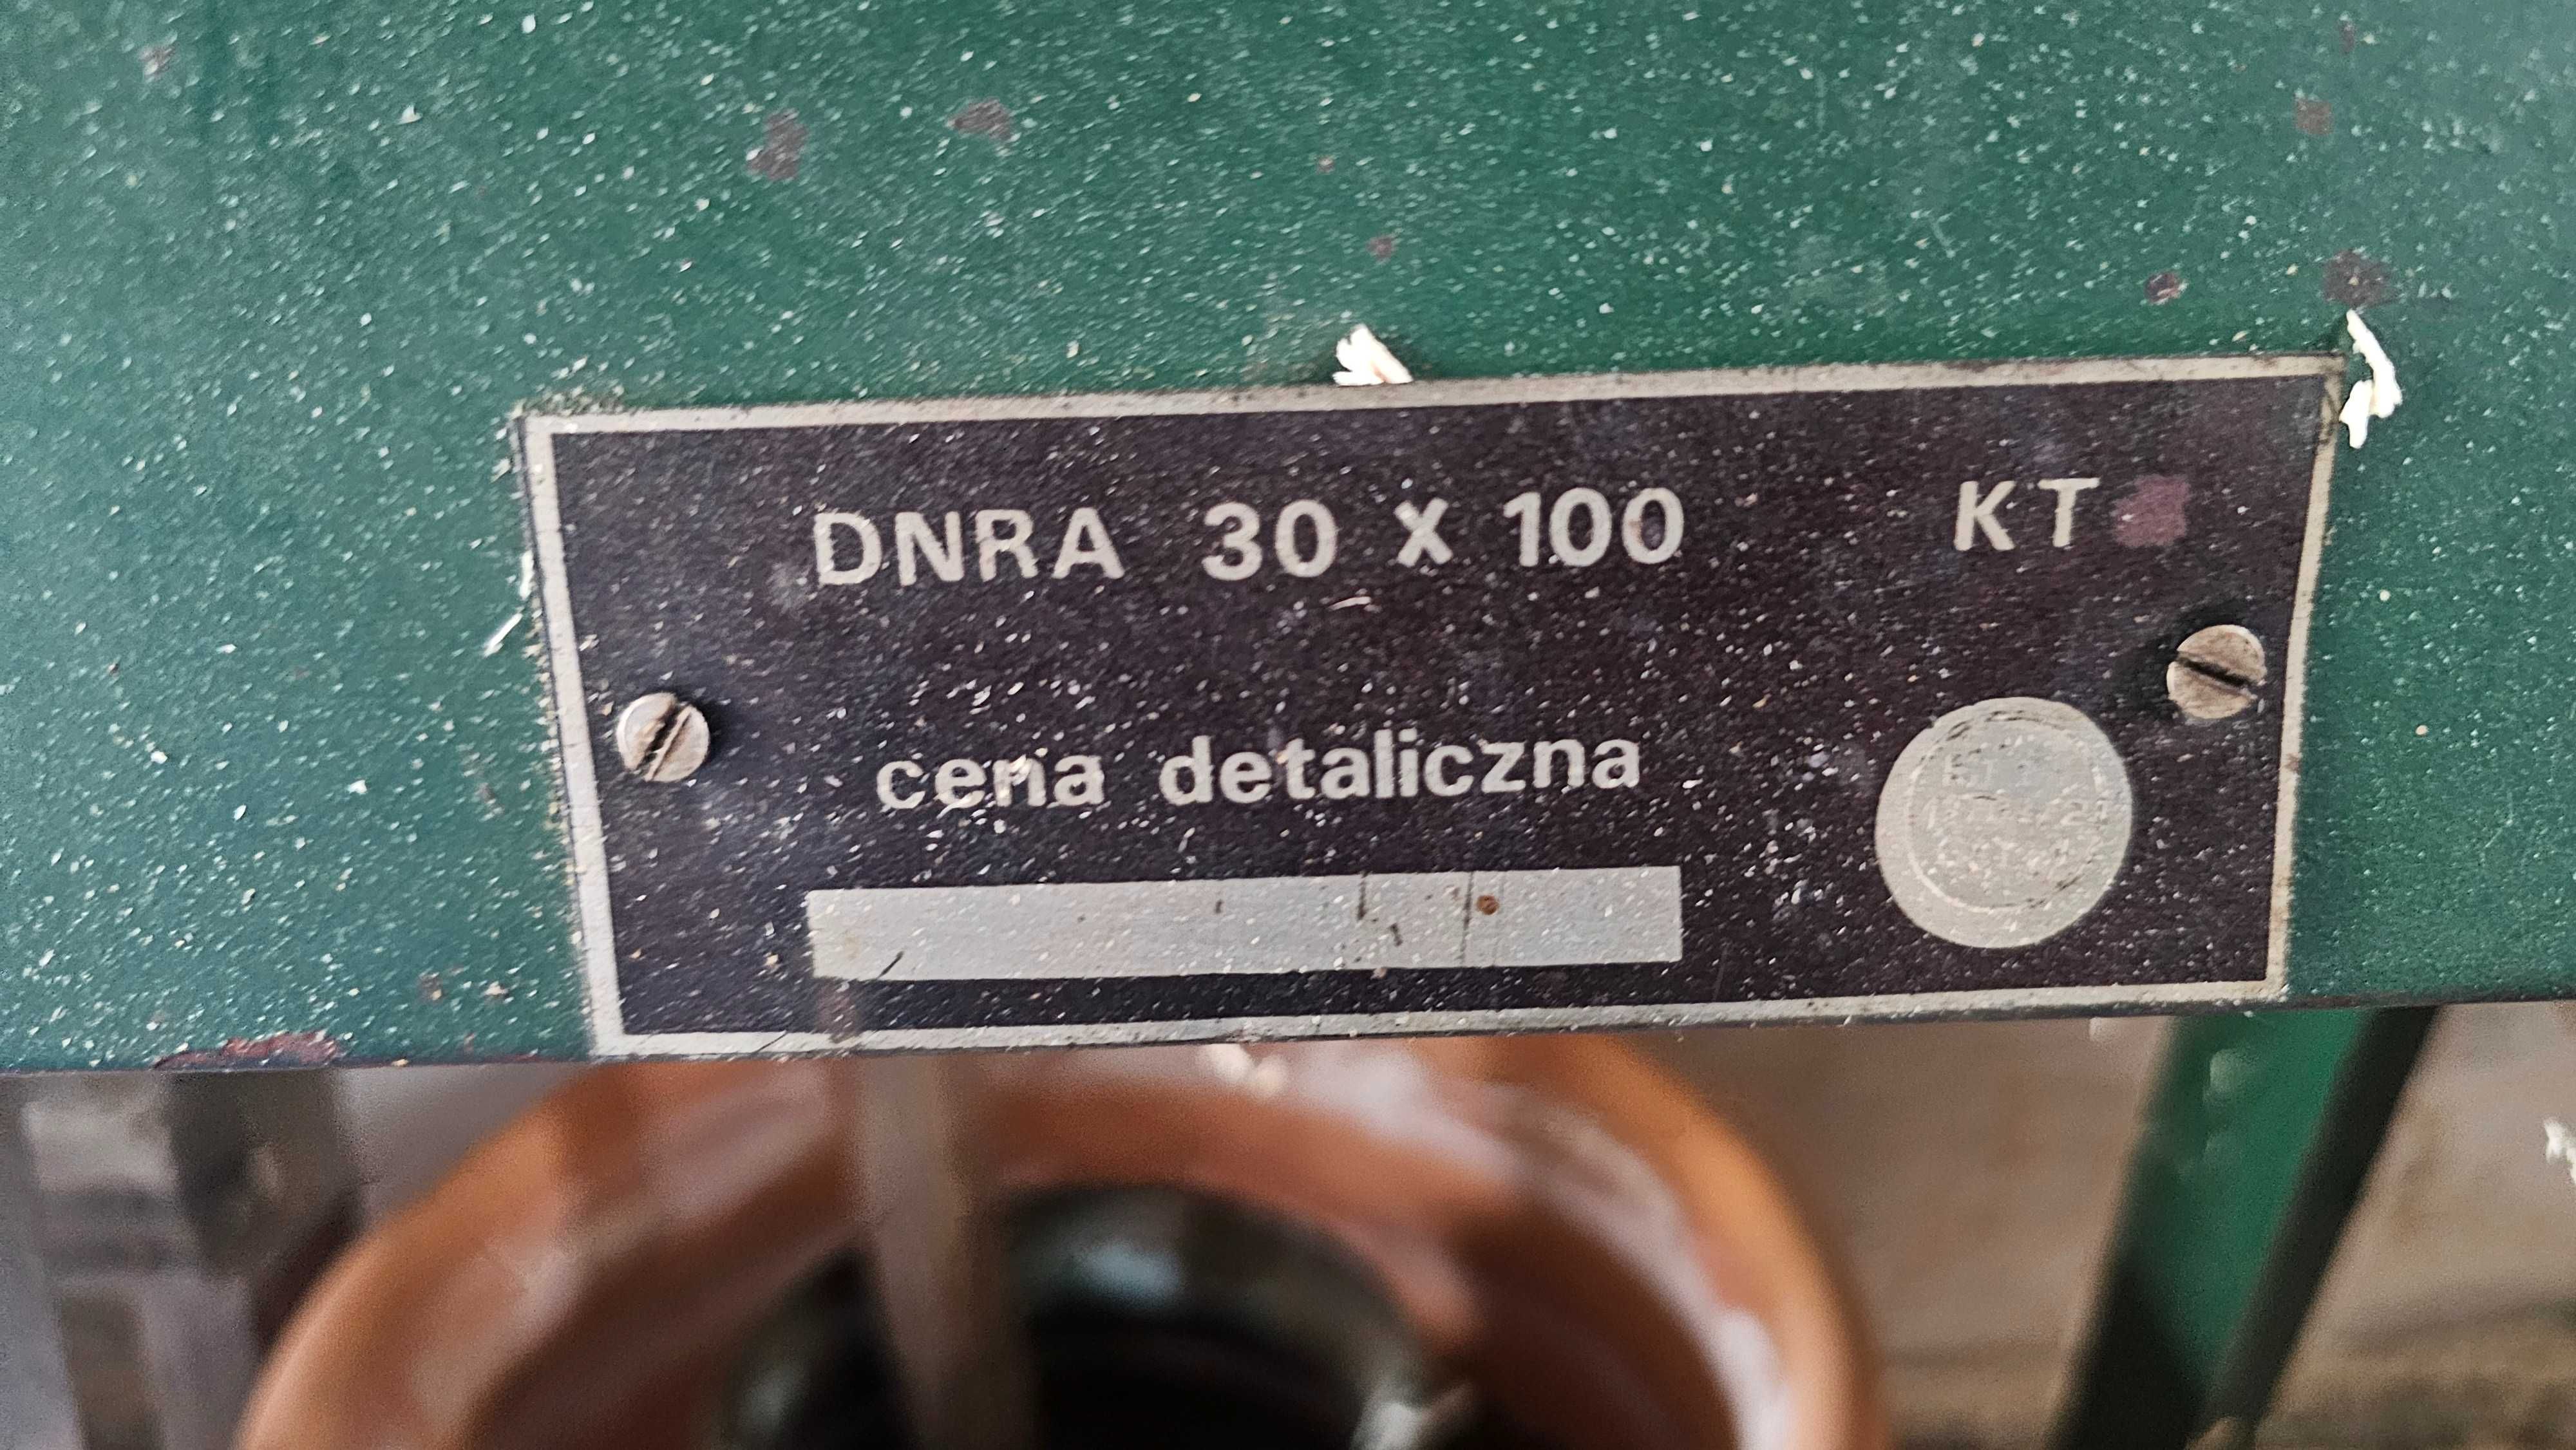 DNRA 30 x 100 KT
cena detaliczna